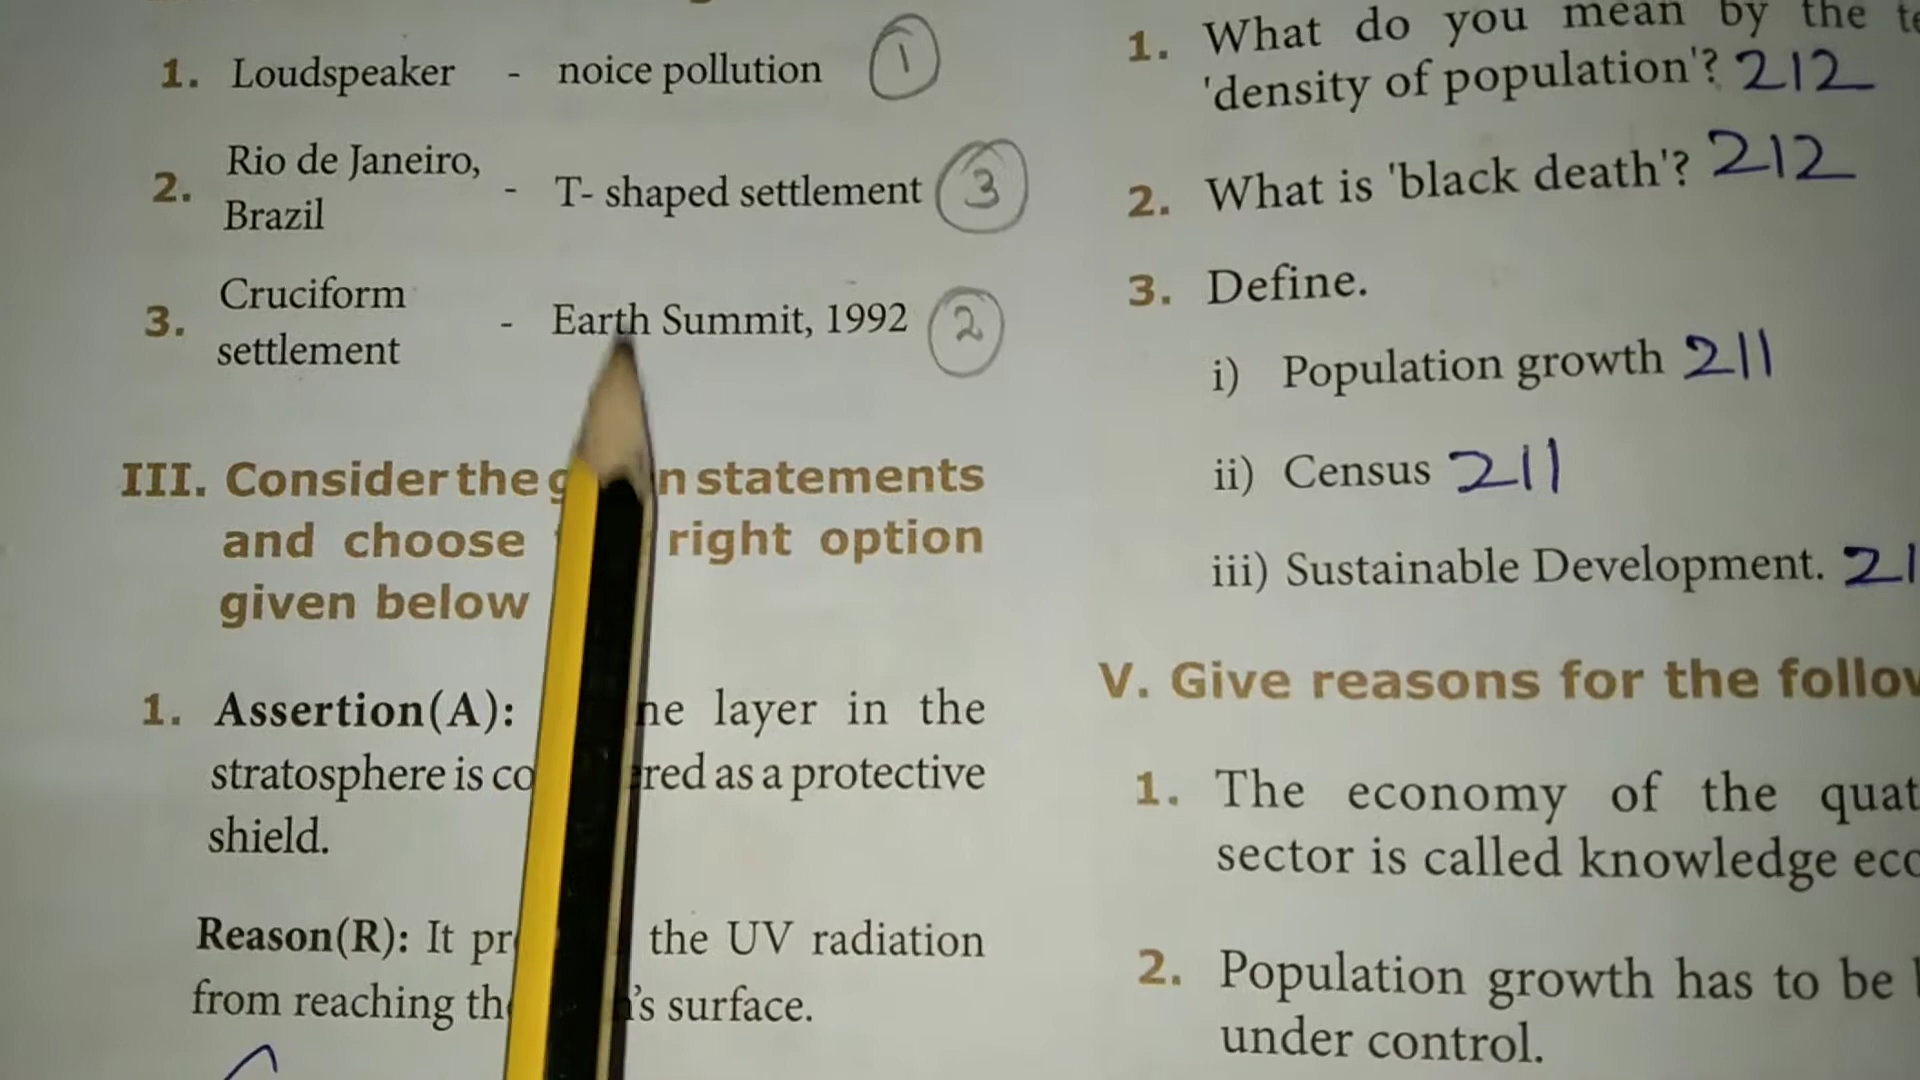 1. Loudspeaker - noice pollution 1
2. Rio de Janeiro, Brazil - T- shaped settlement 3
3. Cruciform settlement - Earth Summit, 1992 2
III. Consider the statements
and choose right option
given below
1. Assertion(A): layer in the
stratosphere is as a protective
shield.
Reason(R): It the UV radiation
from reaching surface.
1. What do you mean by the
'density of population'? 212
2. What is 'black death'? 212
3. Define.
i) Population growth 211
ii) Census 211
iii) Sustainable Development.
V. Give reasons for the
1. The economy of the
sector is called knowledge
2. Population growth has to be
under control.